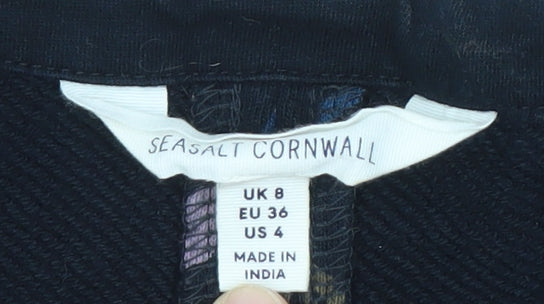 SEASALT CORNWALL
UK 8
EU 36
US 4
MADE IN
INDIA